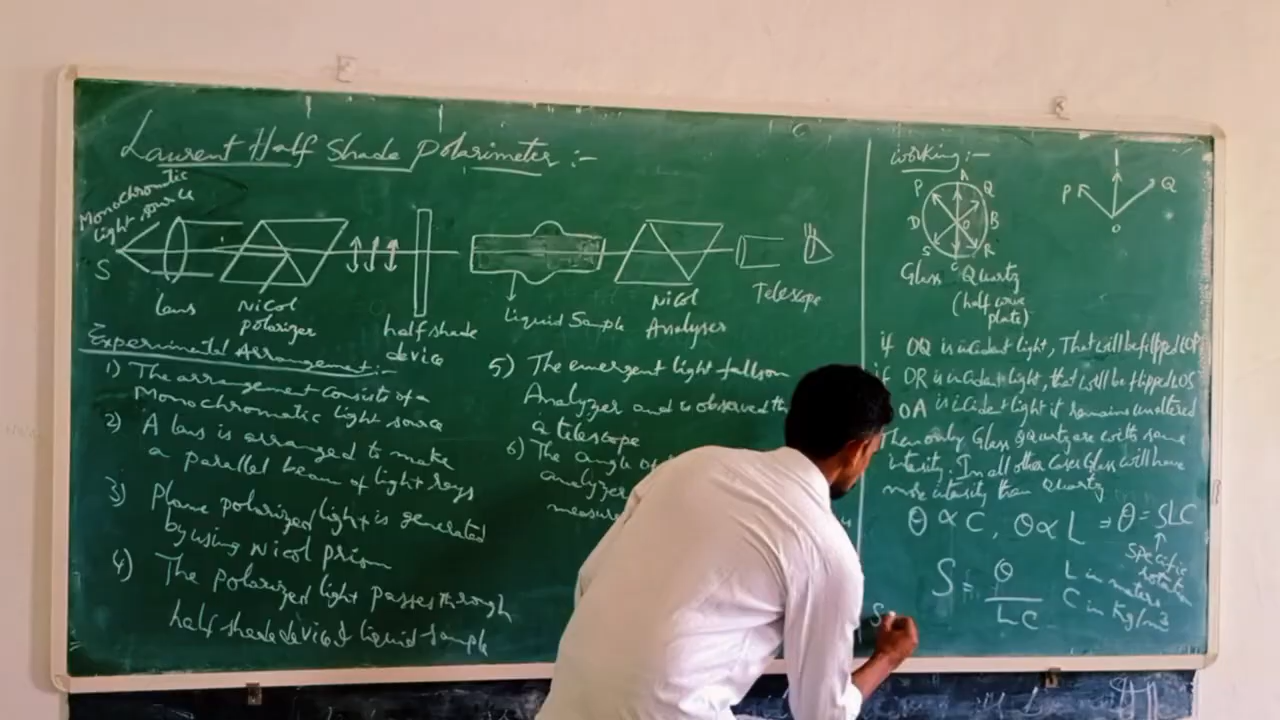 Laurent Half Shade Polarimeter :-
Monochromatic
light source
S
lens
Nicol
polarizer
half shade
device
liquid Sample
Nicol
Analyser
Telescope
Experimental Arrangement :-
1) The arrangement consists of a
Monochromatic light source
2) A lens is arranged to make
a parallel beam of light rays
3) Plane polarized light is generated
by using Nicol prism
4) The polarized light passes through
half shade device & liquid sample
5) The emergent light falls on
Analyzer and is observed th
a telescope
6) The angle of
analyzer
measure
working :-
A
P Q
D B
S R
C
Glass Quartz
(half wave
plate)
P Q
O
if OQ is incident light, That will be flipped OP
if OR is incident light, that will be flipped OS
OA is incident light it remains unaltered
Then only Glass & Quartz are with same
intensity. In all other cases Glass will have
more intensity than Quartz
θ ∝ C, θ ∝ L ⇒ θ = SLC
Specific
rotation
S = θ / LC
L in meters
C in Kg/m3
S